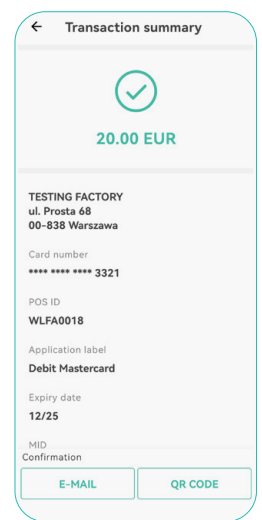 Transaction summary
20.00 EUR
TESTING FACTORY
ul. Prosta 68
00-838 Warszawa
Card number
**** **** **** 3321
POS ID
WLFA0018
Application label
Debit Mastercard
Expiry date
12/25
MID
Confirmation
E-MAIL QR CODE